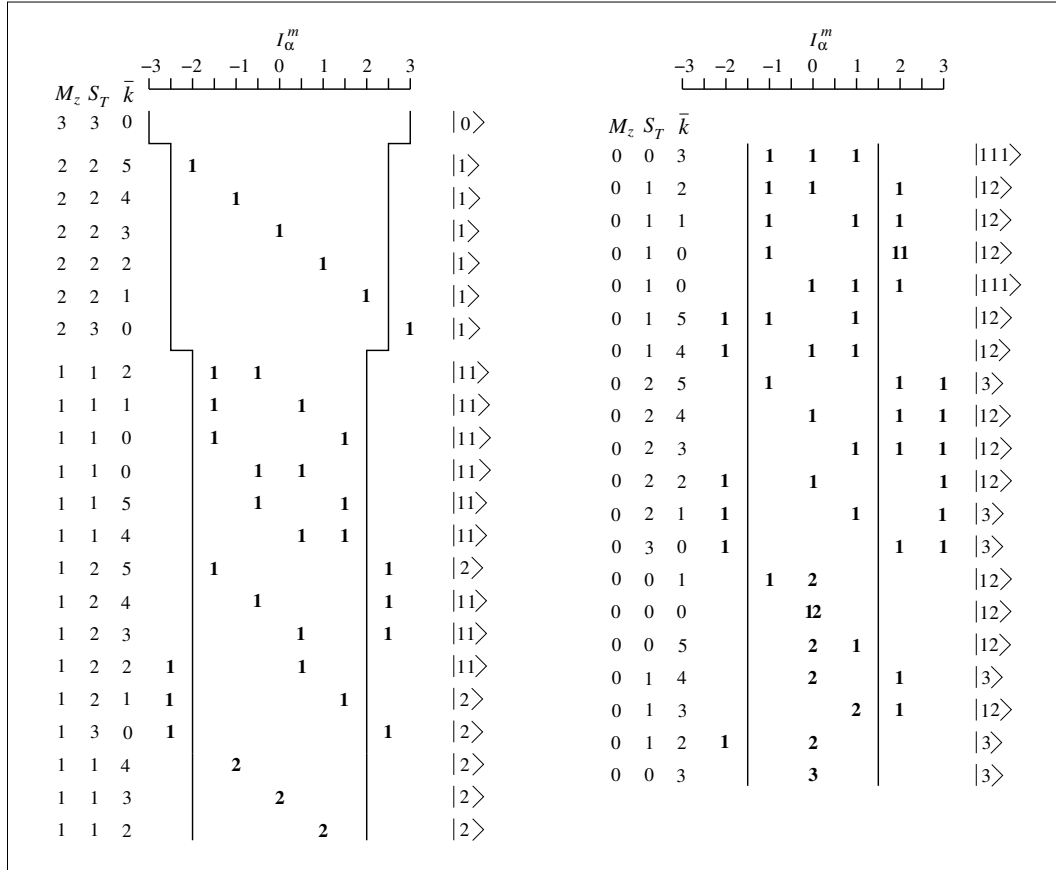 I_α^m
−3 −2 −1 0 1 2 3
M_z S_T k̄
3 3 0 |0⟩
2 2 5 1 |1⟩
2 2 4 1 |1⟩
2 2 3 1 |1⟩
2 2 2 1 |1⟩
2 2 1 1 |1⟩
2 3 0 1 |1⟩
1 1 2 1 1 |11⟩
1 1 1 1 1 |11⟩
1 1 0 1 1 |11⟩
1 1 0 1 1 |11⟩
1 1 5 1 1 |11⟩
1 1 4 1 1 |11⟩
1 2 5 1 1 |2⟩
1 2 4 1 1 |11⟩
1 2 3 1 1 |11⟩
1 2 2 1 1 |11⟩
1 2 1 1 1 |2⟩
1 3 0 1 1 |2⟩
1 1 4 2 |2⟩
1 1 3 2 |2⟩
1 1 2 2 |2⟩
I_α^m
−3 −2 −1 0 1 2 3
M_z S_T k̄
0 0 3 1 1 1 |111⟩
0 1 2 1 1 1 |12⟩
0 1 1 1 1 1 |12⟩
0 1 0 1 11 |12⟩
0 1 0 1 1 1 |111⟩
0 1 5 1 1 1 |12⟩
0 1 4 1 1 1 |12⟩
0 2 5 1 1 1 |3⟩
0 2 4 1 1 1 |12⟩
0 2 3 1 1 1 |12⟩
0 2 2 1 1 1 |12⟩
0 2 1 1 1 1 |3⟩
0 3 0 1 1 1 |3⟩
0 0 1 1 2 |12⟩
0 0 0 12 |12⟩
0 0 5 2 1 |12⟩
0 1 4 2 1 |3⟩
0 1 3 2 1 |12⟩
0 1 2 1 2 |3⟩
0 0 3 3 |3⟩